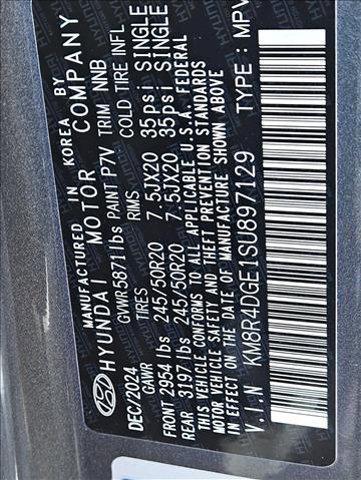 MANUFACTURED IN KOREA BY
HYUNDAI MOTOR COMPANY
DEC/2024 GVWR 5871 lbs PAINT P7V TRIM NNB
GAWR TIRES RIMS COLD TIRE INFL
FRONT 2954 lbs 245/50R20 7.5JX20 35psi SINGLE
REAR 3197 lbs 245/50R20 7.5JX20 35psi SINGLE
THIS VEHICLE CONFORMS TO ALL APPLICABLE U.S.A. FEDERAL
MOTOR VEHICLE SAFETY AND THEFT PREVENTION STANDARDS
IN EFFECT ON THE DATE OF MANUFACTURE SHOWN ABOVE
V.I.N KM8R4DGE1SU897129 TYPE : MPV